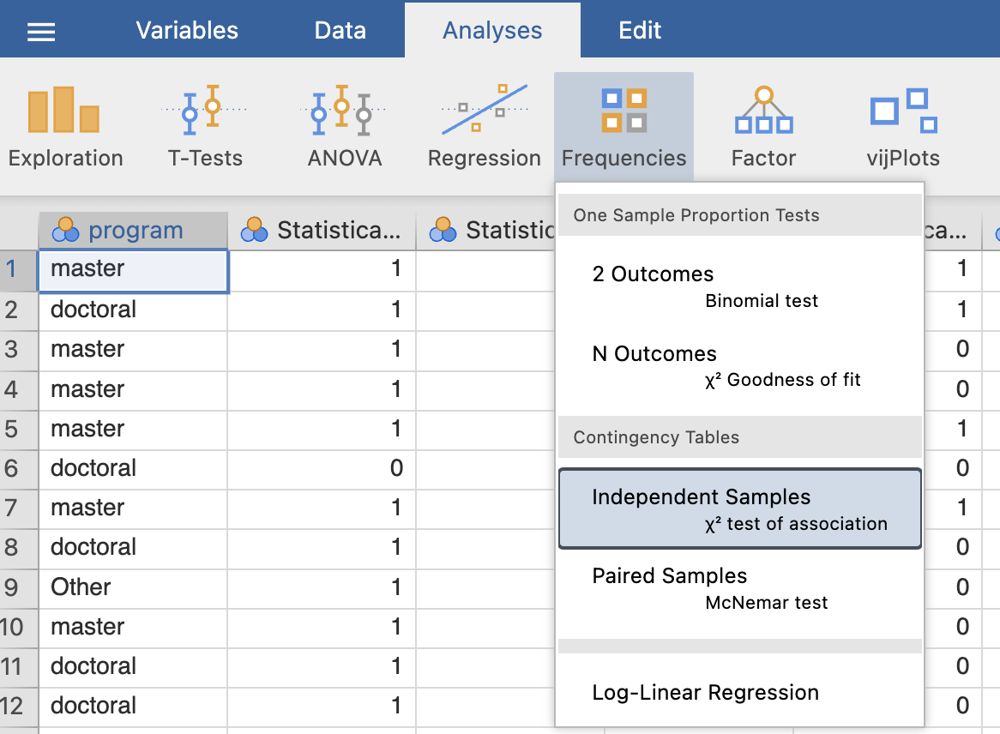 Variables Data Analyses Edit
Exploration T-Tests ANOVA Regression Frequencies Factor vijPlots
One Sample Proportion Tests
2 Outcomes
Binomial test
N Outcomes
χ² Goodness of fit
Contingency Tables
Independent Samples
χ² test of association
Paired Samples
McNemar test
Log-Linear Regression
program Statistica... Statistic ca...
1 master 1 1
2 doctoral 1 1
3 master 1 0
4 master 1 0
5 master 1 1
6 doctoral 0 0
7 master 1 1
8 doctoral 1 0
9 Other 1 0
10 master 1 0
11 doctoral 1 0
12 doctoral 1 0